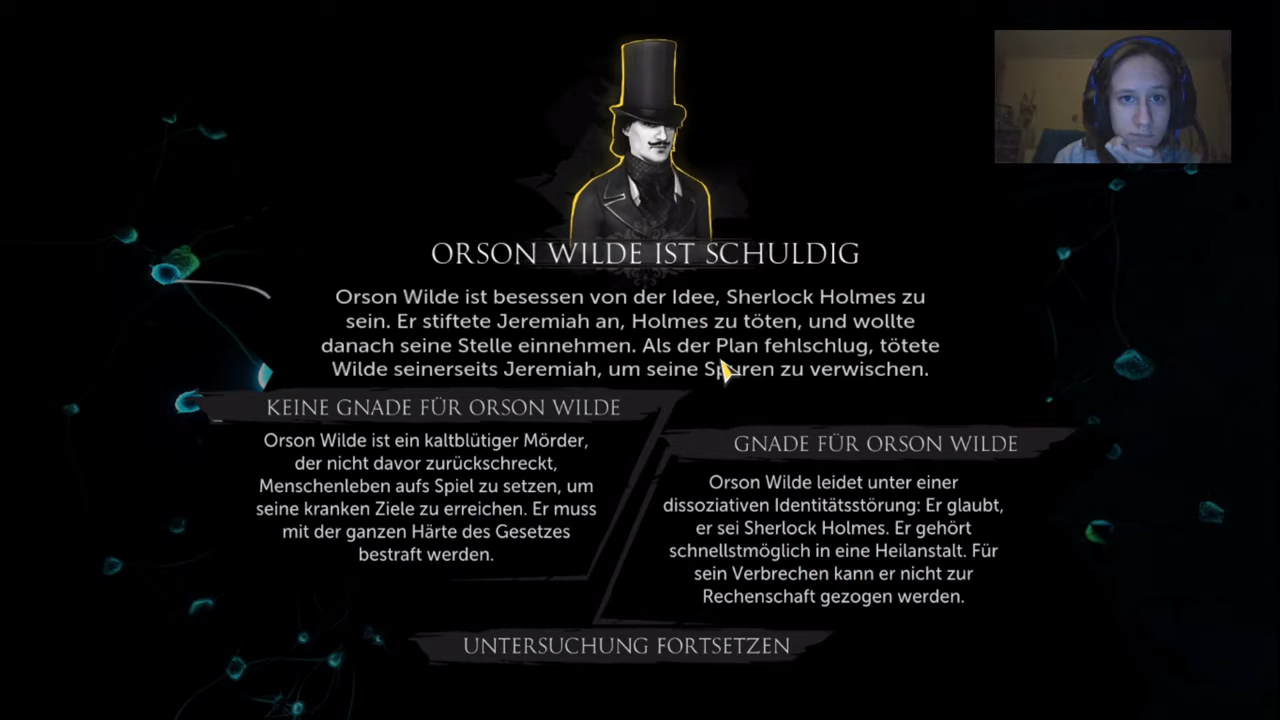 ORSON WILDE IST SCHULDIG
Orson Wilde ist besessen von der Idee, Sherlock Holmes zu
sein. Er stiftete Jeremiah an, Holmes zu töten, und wollte
danach seine Stelle einnehmen. Als der Plan fehlschlug, tötete
Wilde seinerseits Jeremiah, um seine Spuren zu verwischen.
KEINE GNADE FÜR ORSON WILDE
Orson Wilde ist ein kaltblütiger Mörder,
der nicht davor zurückschreckt,
Menschenleben aufs Spiel zu setzen, um
seine kranken Ziele zu erreichen. Er muss
mit der ganzen Härte des Gesetzes
bestraft werden.
GNADE FÜR ORSON WILDE
Orson Wilde leidet unter einer
dissoziativen Identitätsstörung: Er glaubt,
er sei Sherlock Holmes. Er gehört
schnellstmöglich in eine Heilanstalt. Für
sein Verbrechen kann er nicht zur
Rechenschaft gezogen werden.
UNTERSUCHUNG FORTSETZEN